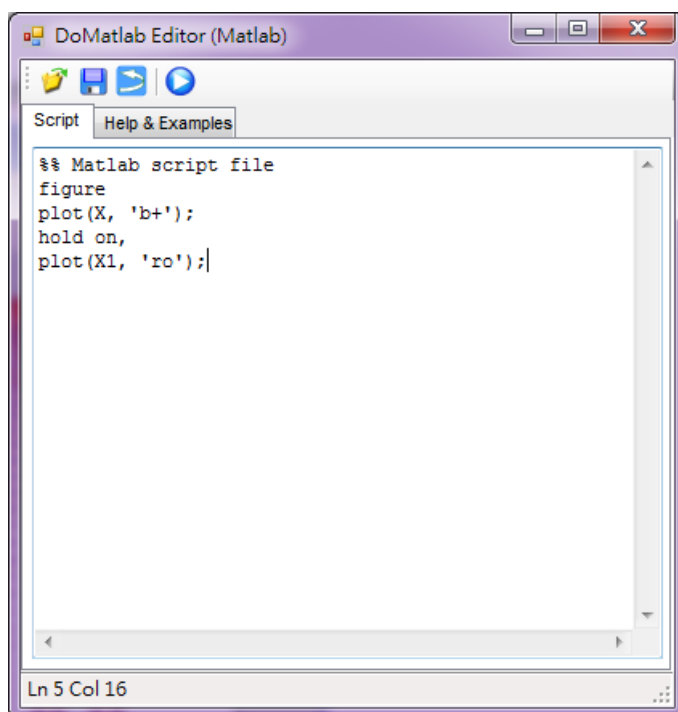 DoMatlab Editor (Matlab)
Script
Help & Examples
%% Matlab script file
figure
plot(X, 'b+');
hold on,
plot(X1, 'ro');
Ln 5 Col 16